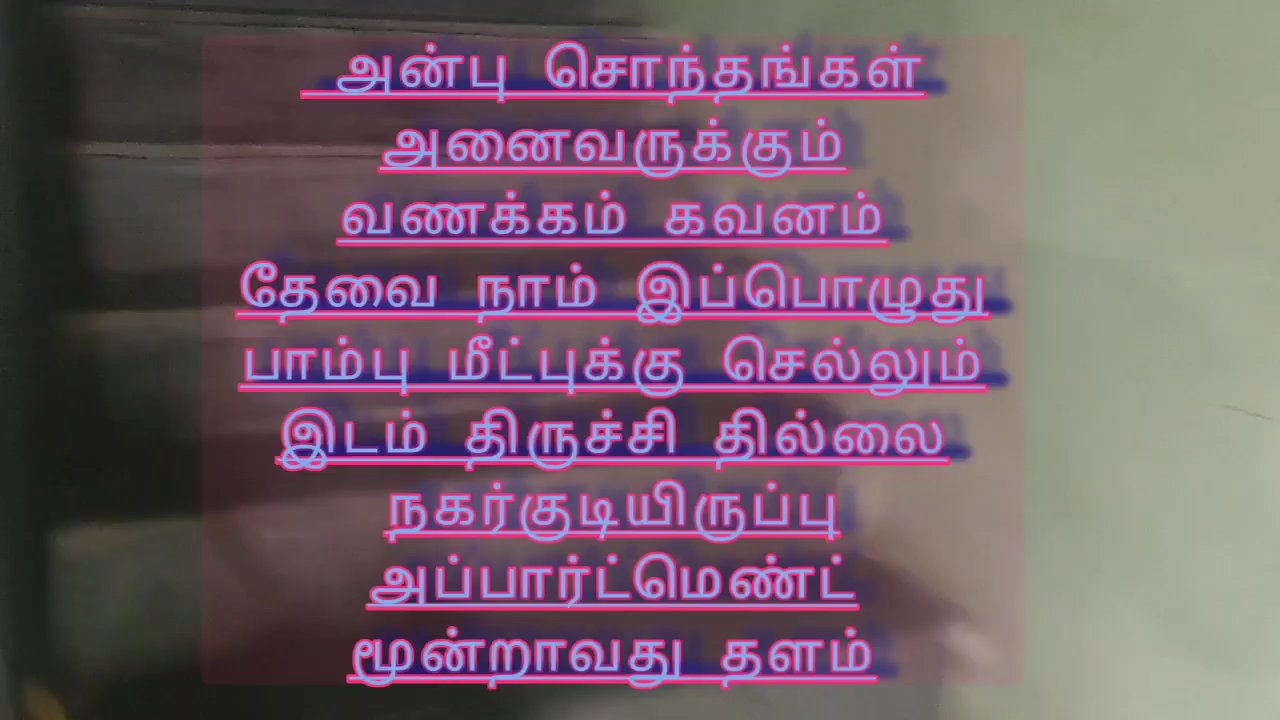 அன்பு சொந்தங்கள்
அனைவருக்கும்
வணக்கம் கவனம்
தேவை நாம் இப்பொழுது
பாம்பு மீட்புக்கு செல்லும்
இடம் திருச்சி தில்லை
நகர்குடியிருப்பு
அப்பார்ட்மெண்ட்
மூன்றாவது தளம்